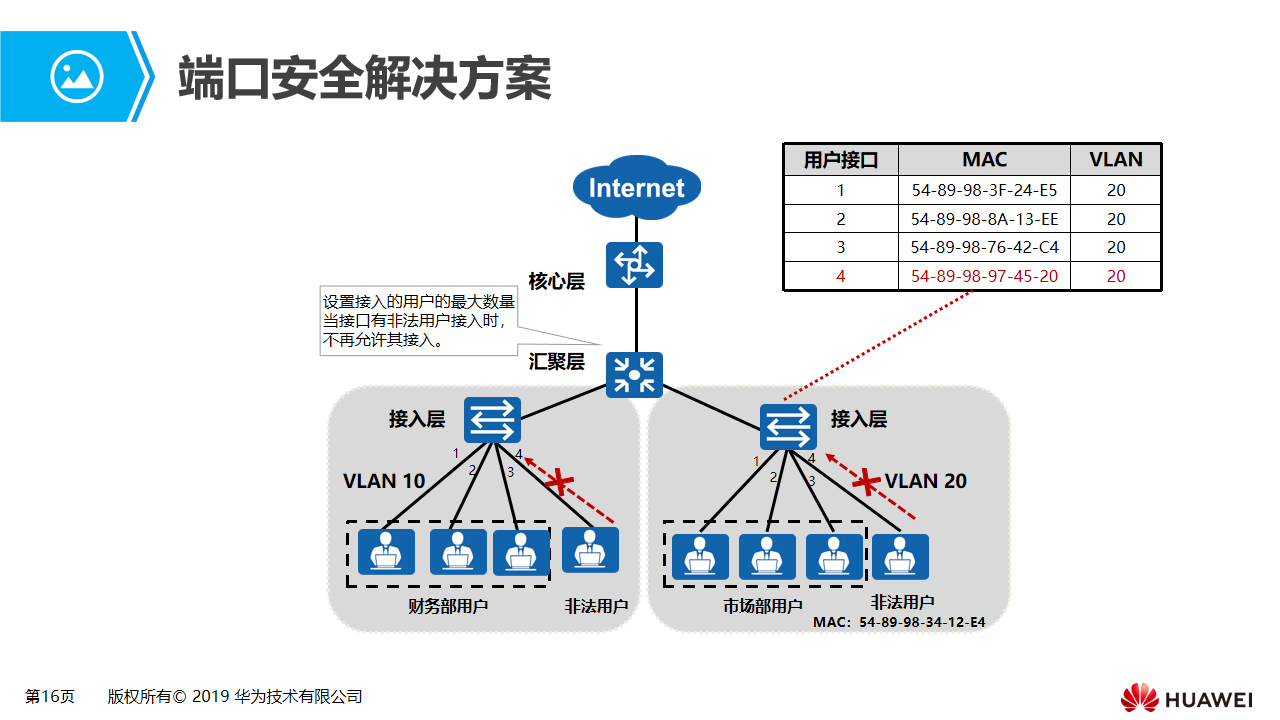 端口安全解决方案
Internet
用户接口 MAC VLAN
1 54-89-98-3F-24-E5 20
2 54-89-98-8A-13-EE 20
3 54-89-98-76-42-C4 20
4 54-89-98-97-45-20 20
核心层
设置接入的用户的最大数量
当接口有非法用户接入时,
不再允许其接入。
汇聚层
接入层
1
2
3
4
VLAN 10
财务部用户
非法用户
接入层
1
2
3
4
VLAN 20
市场部用户
非法用户
MAC：54-89-98-34-12-E4
第16页 版权所有© 2019 华为技术有限公司
HUAWEI